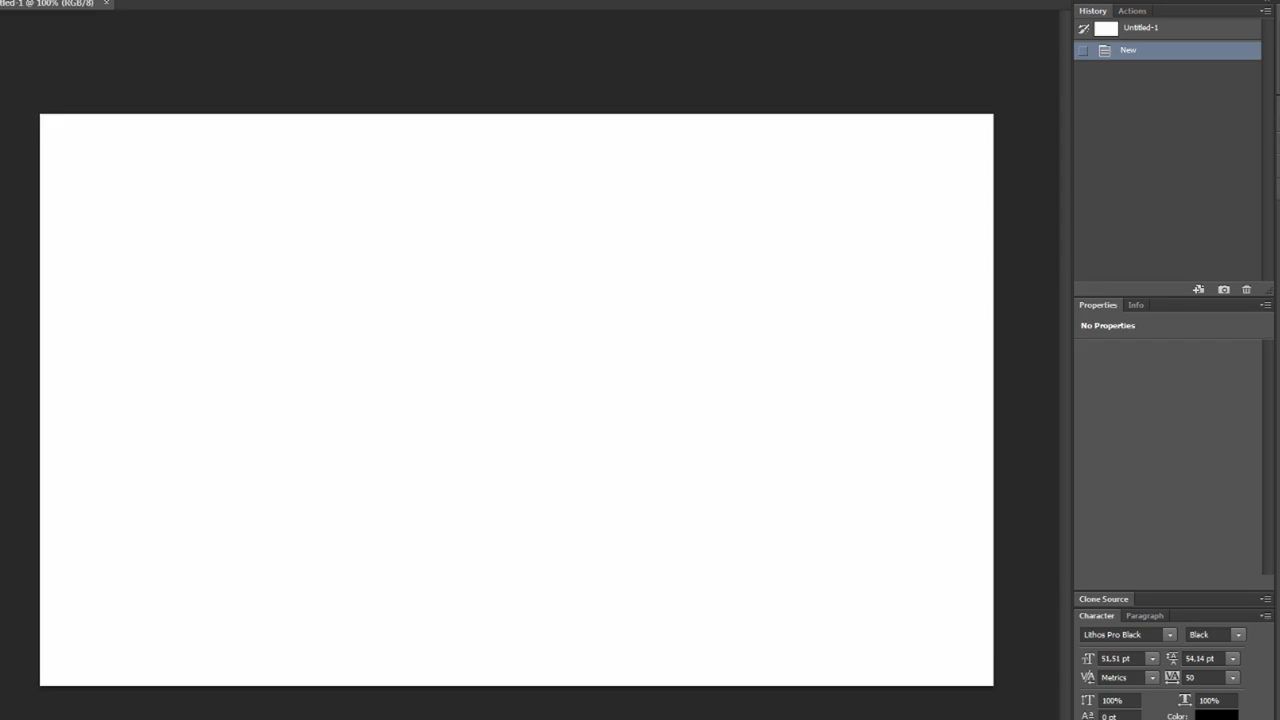 tled-1 @ 100% (RGB/8) ×
History Actions
Untitled-1
New
Properties Info
No Properties
Clone Source
Character Paragraph
Lithos Pro Black Black
51,51 pt 54,14 pt
Metrics 50
100% 100%
0 pt Color: